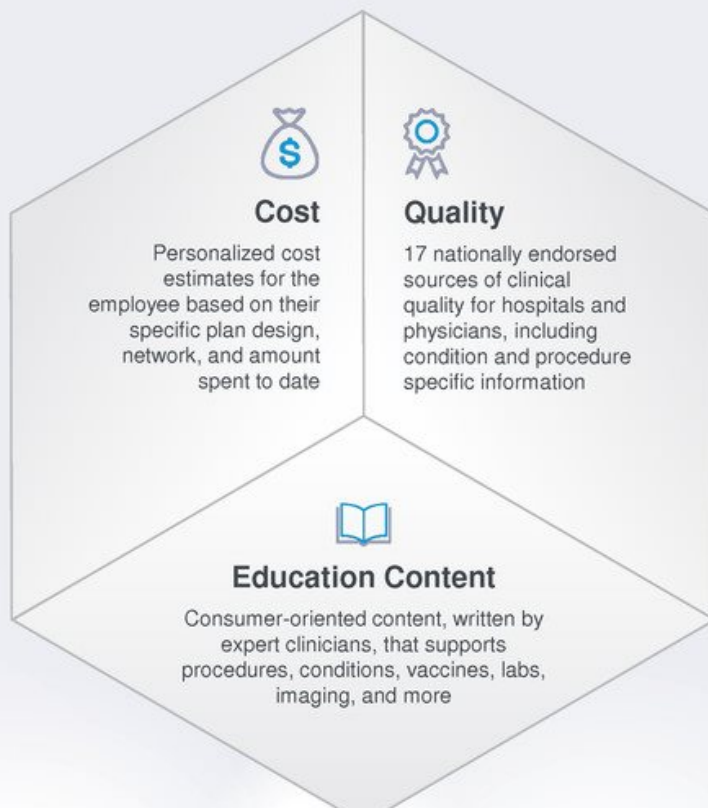 $
Cost
Personalized cost
estimates for the
employee based on their
specific plan design,
network, and amount
spent to date
Quality
17 nationally endorsed
sources of clinical
quality for hospitals and
physicians, including
condition and procedure
specific information
Education Content
Consumer-oriented content, written by
expert clinicians, that supports
procedures, conditions, vaccines, labs,
imaging, and more